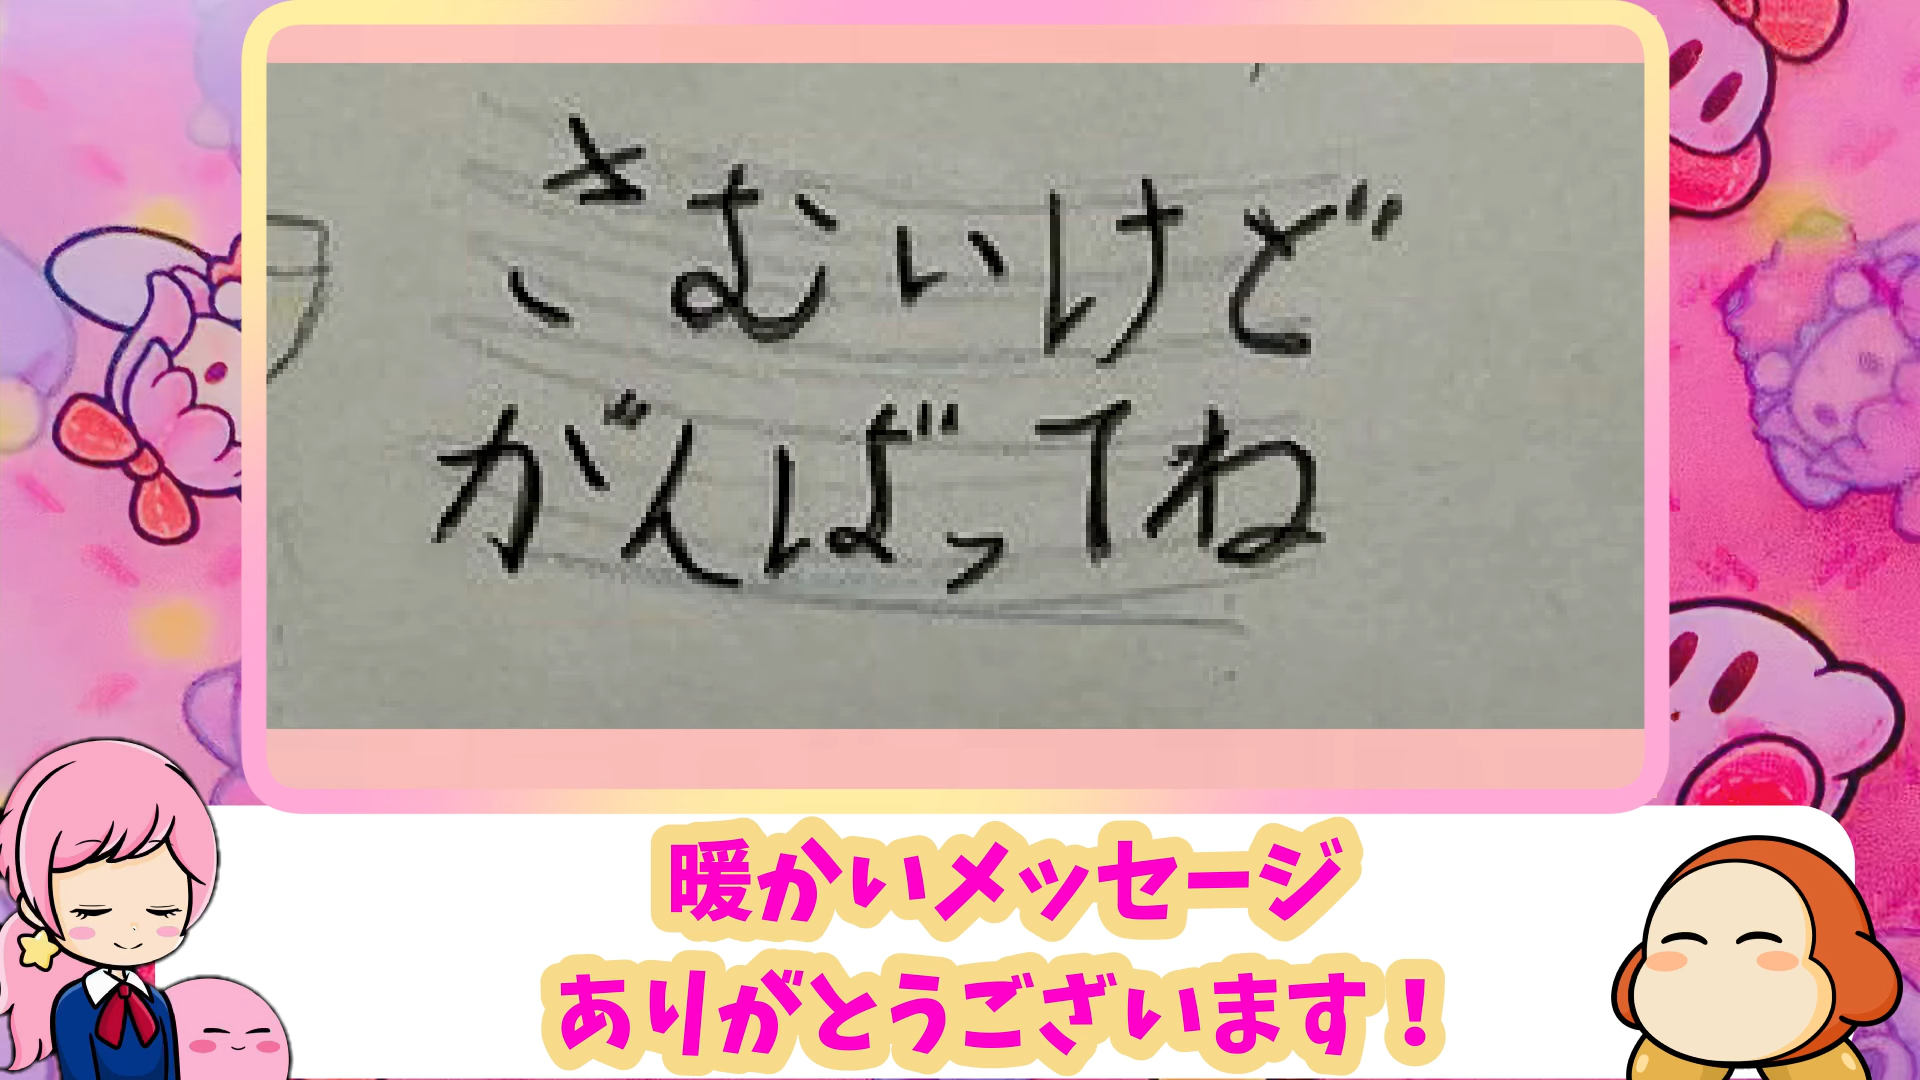 さむいけど
がんばってね
暖かいメッセージ
ありがとうございます！